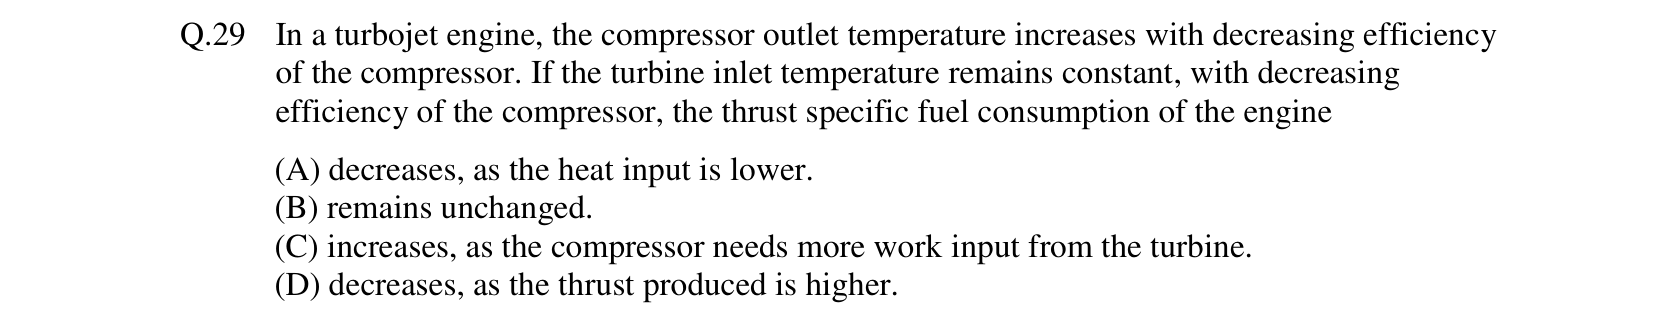 Q.29 In a turbojet engine, the compressor outlet temperature increases with decreasing efficiency
of the compressor. If the turbine inlet temperature remains constant, with decreasing
efficiency of the compressor, the thrust specific fuel consumption of the engine
(A) decreases, as the heat input is lower.
(B) remains unchanged.
(C) increases, as the compressor needs more work input from the turbine.
(D) decreases, as the thrust produced is higher.